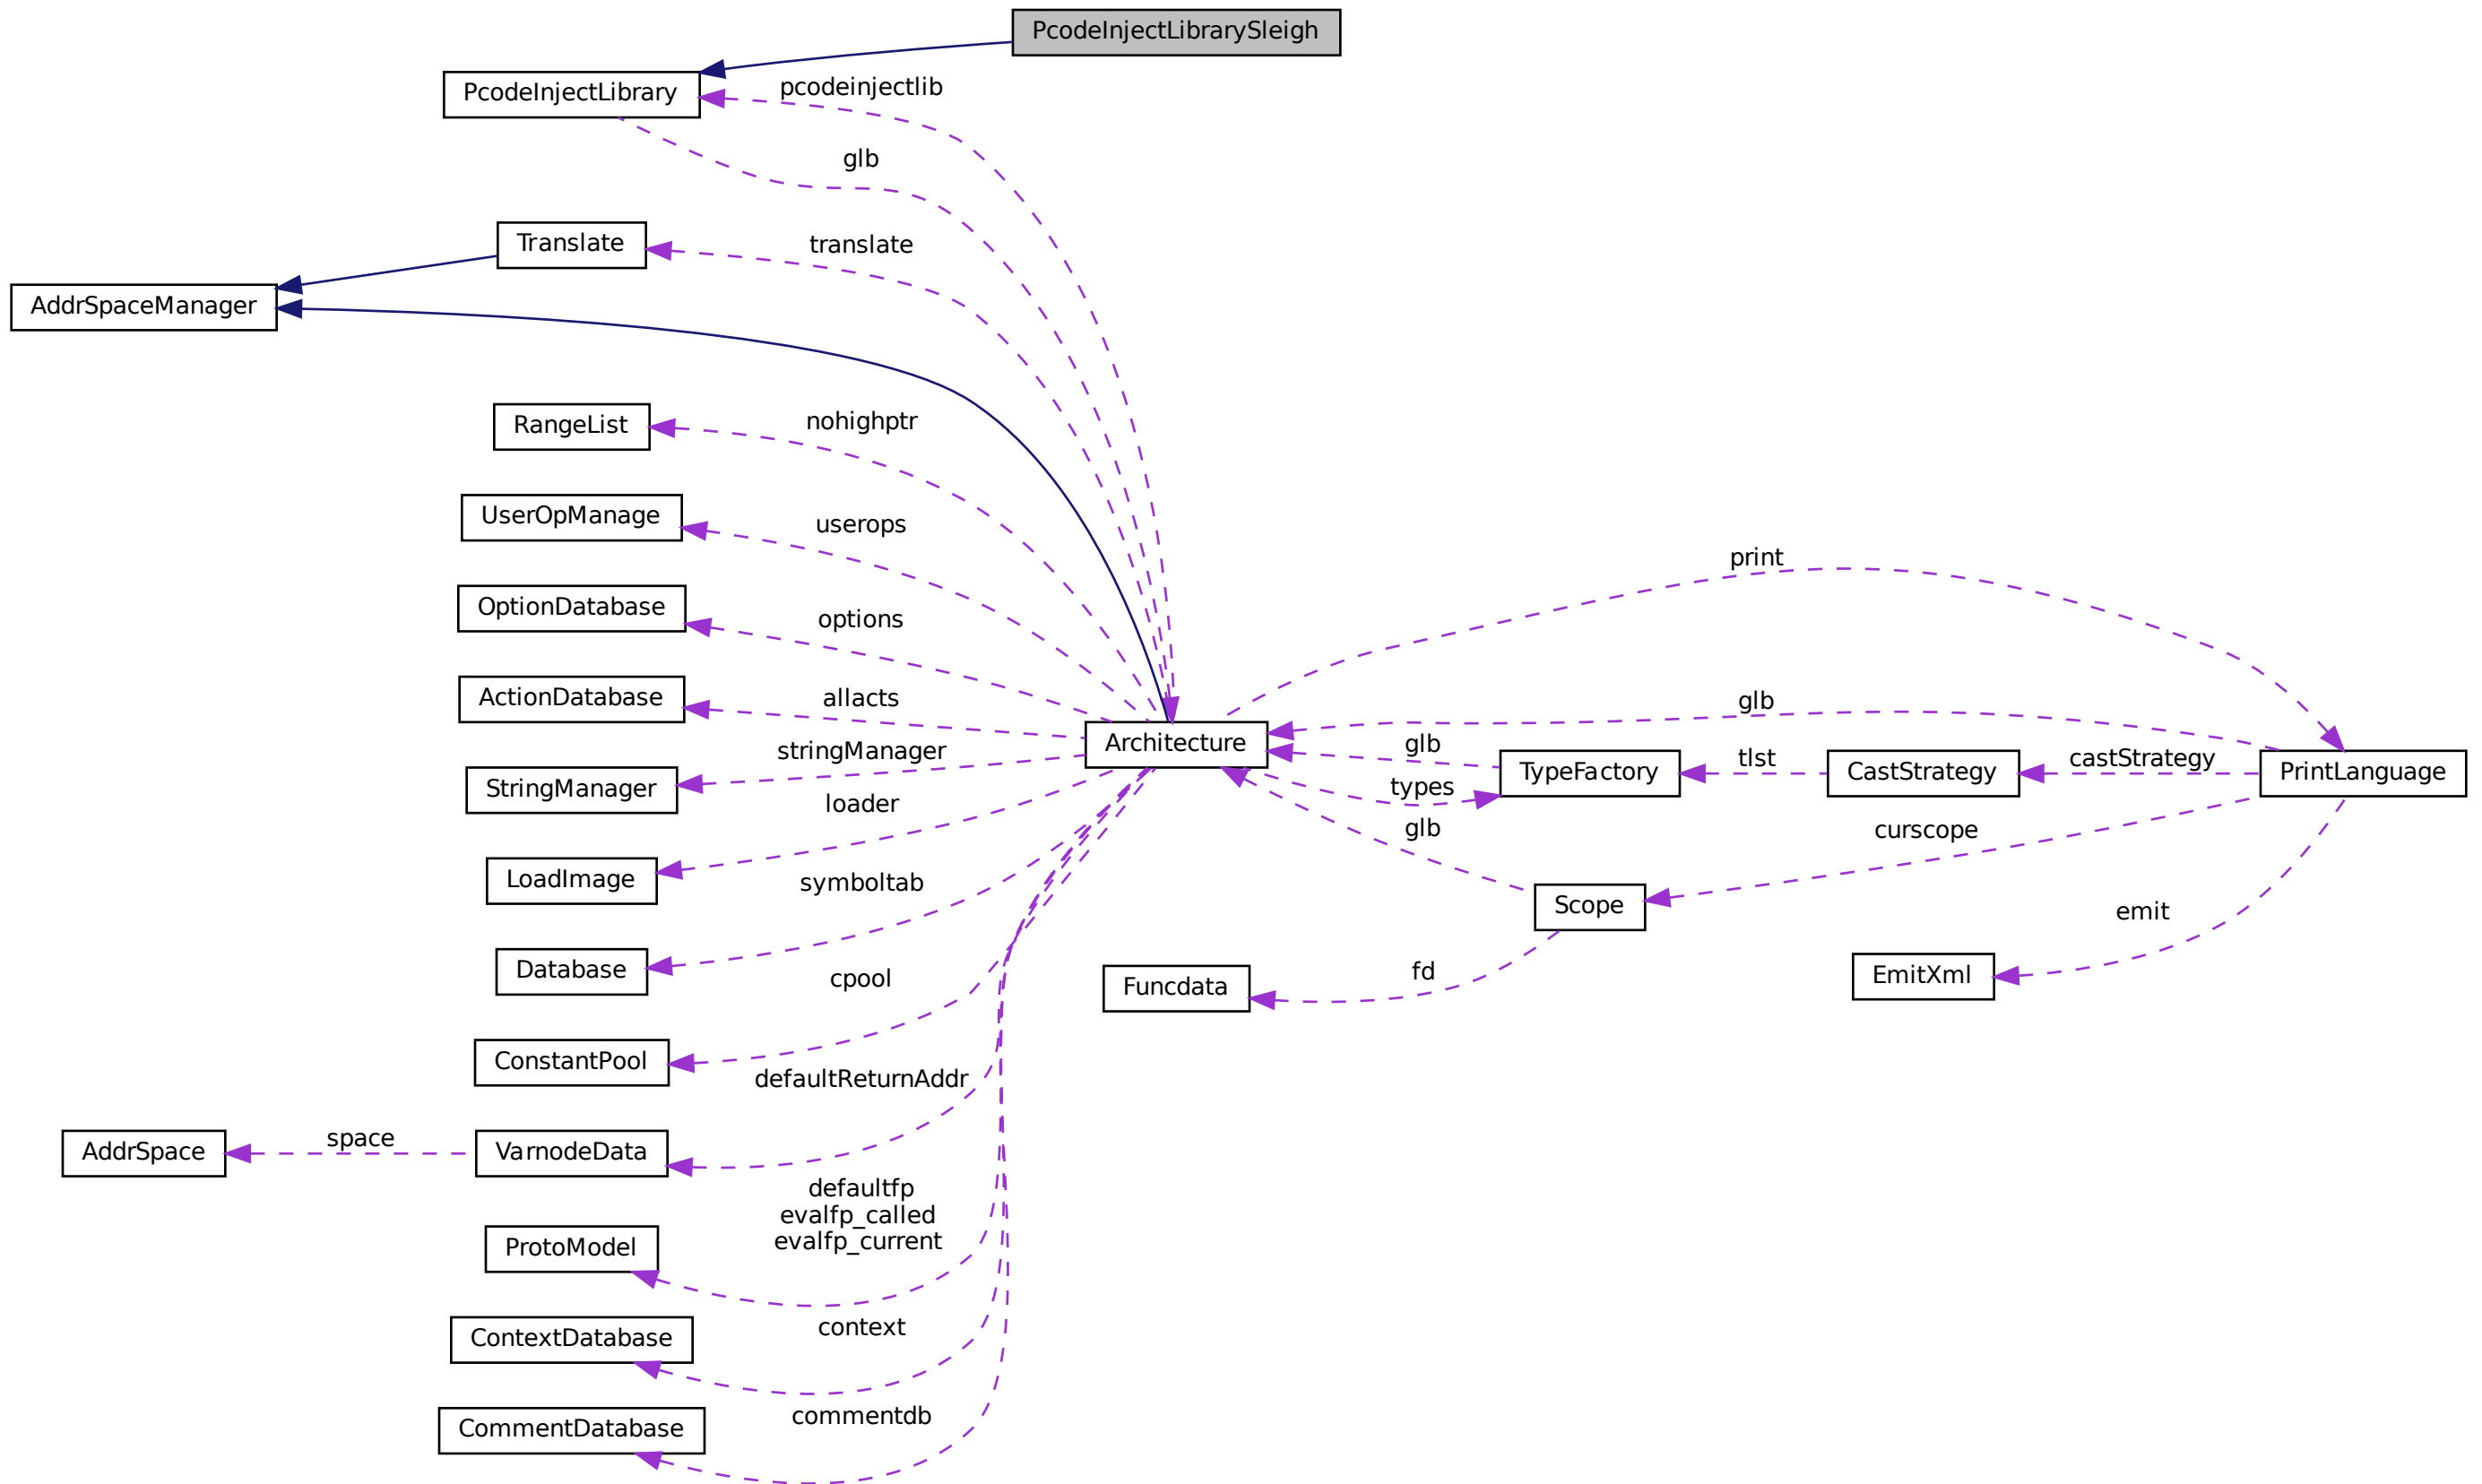 PcodeInjectLibrarySleigh
PcodeInjectLibrary
pcodeinjectlib
glb
Translate
translate
AddrSpaceManager
RangeList
nohighptr
UserOpManage
userops
OptionDatabase
options
ActionDatabase
allacts
StringManager
stringManager
LoadImage
loader
Database
symboltab
ConstantPool
cpool
defaultReturnAddr
AddrSpace
space
VarnodeData
defaultfp
evalfp_called
evalfp_current
ProtoModel
ContextDatabase
context
CommentDatabase
commentdb
Architecture
print
glb
glb
types
glb
TypeFactory
tlst
CastStrategy
castStrategy
PrintLanguage
curscope
Scope
emit
EmitXml
fd
Funcdata